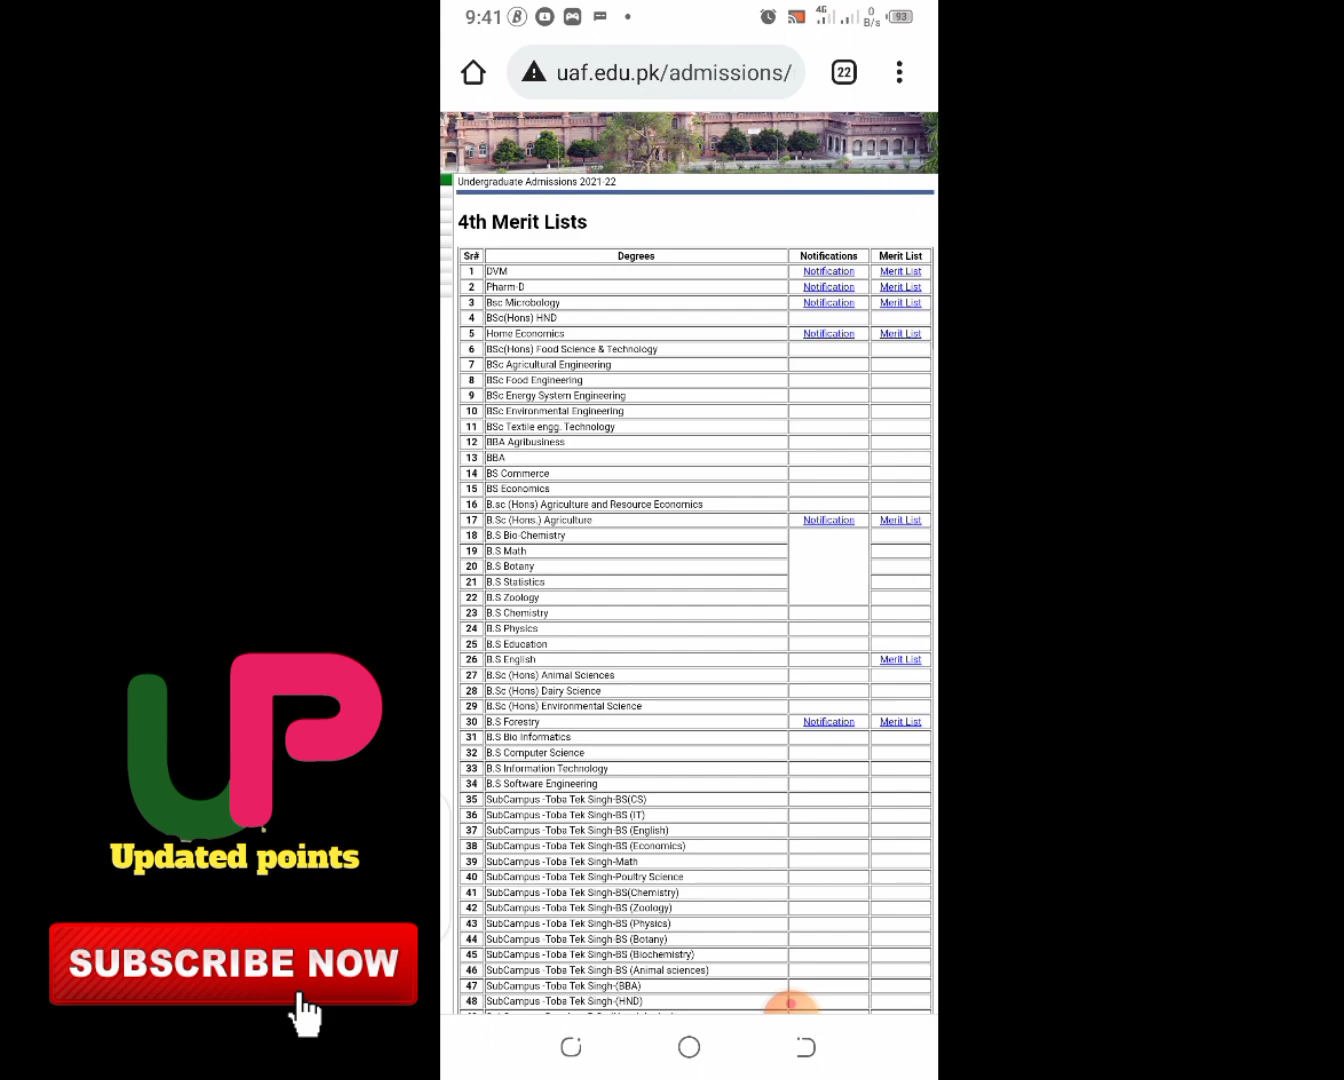 9:41 4G 0 B/s 93
uaf.edu.pk/admissions/ 22
Undergraduate Admissions 2021-22
4th Merit Lists
Sr# Degrees Notifications Merit List
1 DVM Notification Merit List
2 Pharm-D Notification Merit List
3 Bsc Microbology Notification Merit List
4 BSc(Hons) HND
5 Home Economics Notification Merit List
6 BSc(Hons) Food Science & Technology
7 BSc Agricultural Engineering
8 BSc Food Engineering
9 BSc Energy System Engineering
10 BSc Environmental Engineering
11 BSc Textile engg. Technology
12 BBA Agribusiness
13 BBA
14 BS Commerce
15 BS Economics
16 B.sc (Hons) Agriculture and Resource Economics
17 B.Sc (Hons.) Agriculture Notification Merit List
18 B.S Bio-Chemistry
19 B.S Math
20 B.S Botany
21 B.S Statistics
22 B.S Zoology
23 B.S Chemistry
24 B.S Physics
25 B.S Education
26 B.S English Merit List
27 B.Sc (Hons) Animal Sciences
28 B.Sc (Hons) Dairy Science
29 B.Sc (Hons) Environmental Science
30 B.S Forestry Notification Merit List
31 B.S Bio Informatics
32 B.S Computer Science
33 B.S Information Technology
34 B.S Software Engineering
35 SubCampus -Toba Tek Singh-BS(CS)
36 SubCampus -Toba Tek Singh-BS (IT)
37 SubCampus -Toba Tek Singh-BS (English)
38 SubCampus -Toba Tek Singh-BS (Economics)
39 SubCampus -Toba Tek Singh-Math
40 SubCampus -Toba Tek Singh-Poultry Science
41 SubCampus -Toba Tek Singh-BS(Chemistry)
42 SubCampus -Toba Tek Singh-BS (Zoology)
43 SubCampus -Toba Tek Singh-BS (Physics)
44 SubCampus -Toba Tek Singh-BS (Botany)
45 SubCampus -Toba Tek Singh-BS (Biochemistry)
46 SubCampus -Toba Tek Singh-BS (Animal sciences)
47 SubCampus -Toba Tek Singh-(BBA)
48 SubCampus -Toba Tek Singh-(HND)
UP
Updated points
SUBSCRIBE NOW